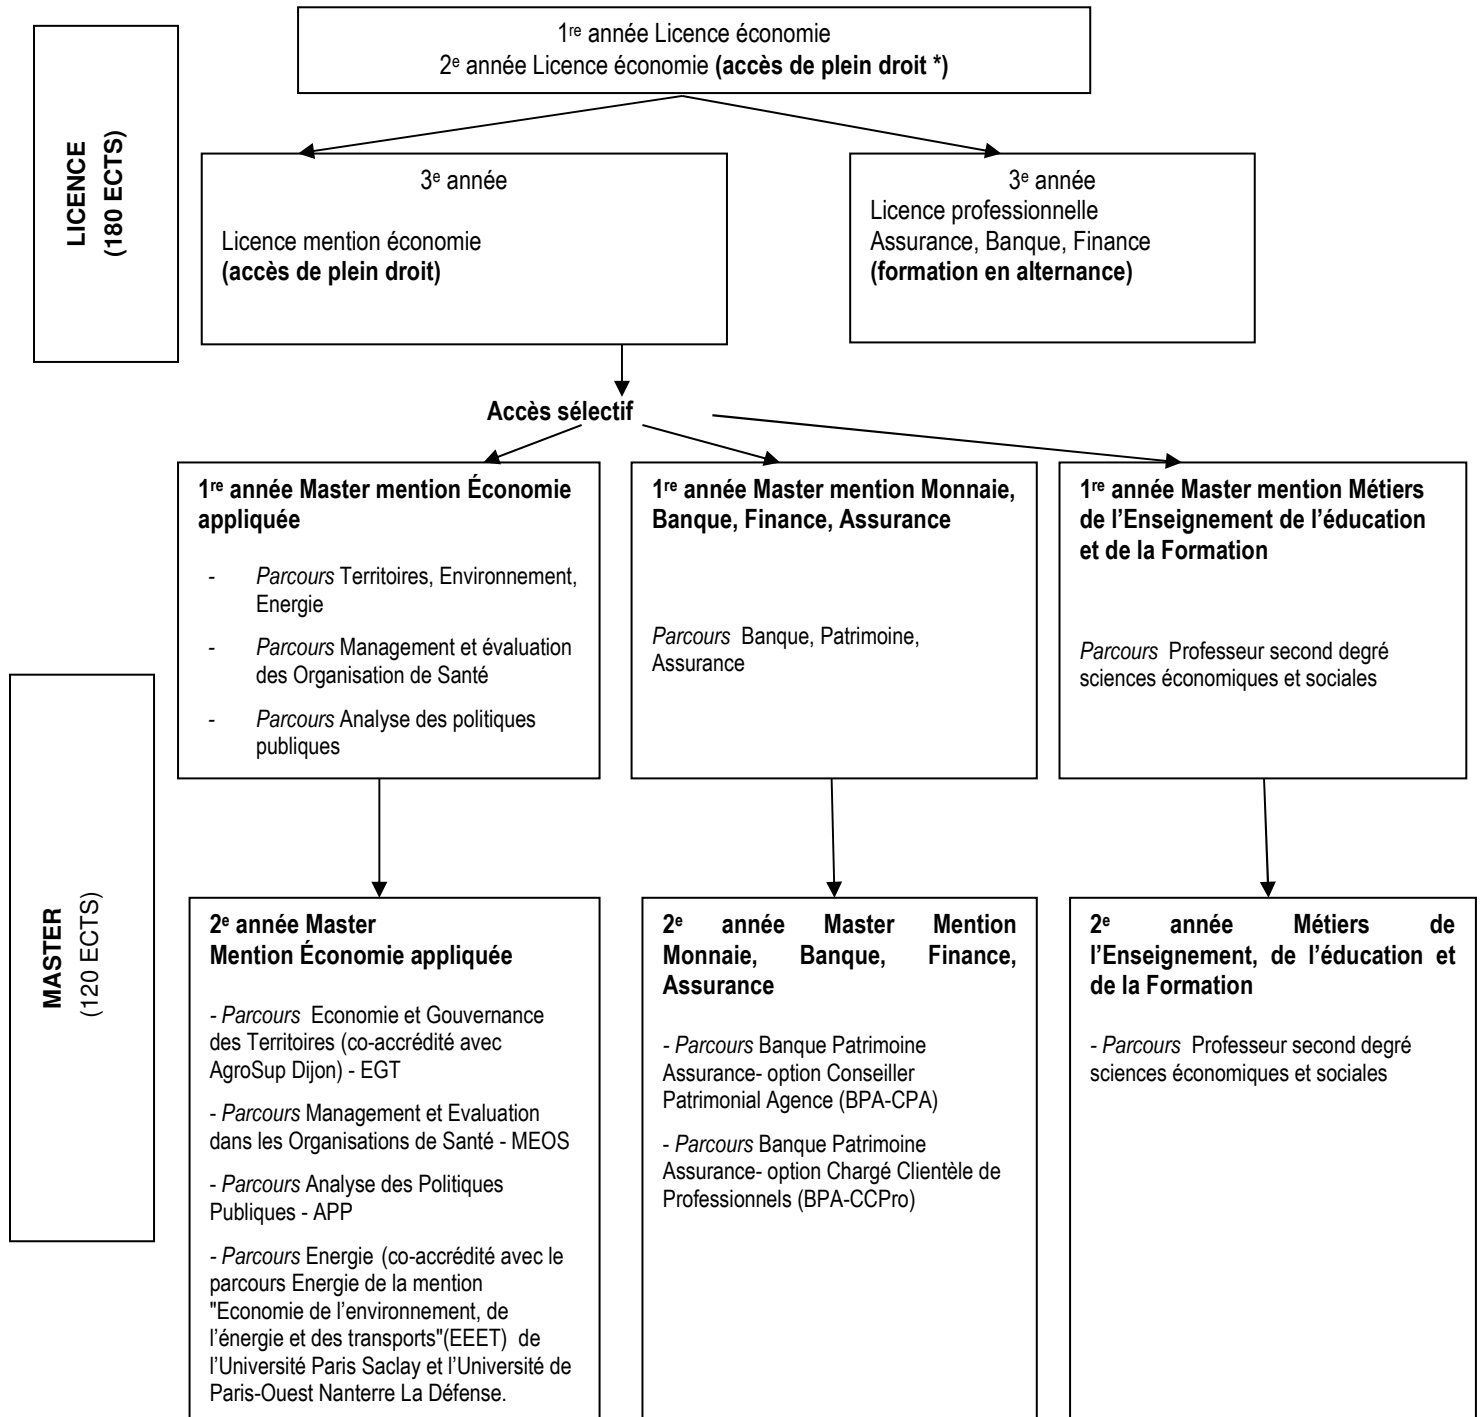 1re année Licence économie
2e année Licence économie (accès de plein droit *)
LICENCE
(180 ECTS)
3e année
Licence mention économie
(accès de plein droit)
3e année
Licence professionnelle
Assurance, Banque, Finance
(formation en alternance)
Accès sélectif
1re année Master mention Économie
appliquée
- Parcours Territoires, Environnement,
Energie
- Parcours Management et évaluation
des Organisation de Santé
- Parcours Analyse des politiques
publiques
1re année Master mention Monnaie,
Banque, Finance, Assurance
Parcours Banque, Patrimoine,
Assurance
1re année Master mention Métiers
de l’Enseignement de l’éducation
et de la Formation
Parcours Professeur second degré
sciences économiques et sociales
MASTER
(120 ECTS)
2e année Master
Mention Économie appliquée
- Parcours Economie et Gouvernance
des Territoires (co-accrédité avec
AgroSup Dijon) - EGT
- Parcours Management et Evaluation
dans les Organisations de Santé - MEOS
- Parcours Analyse des Politiques
Publiques - APP
- Parcours Energie (co-accrédité avec le
parcours Energie de la mention
"Economie de l’environnement, de
l’énergie et des transports"(EEET) de
l’Université Paris Saclay et l’Université de
Paris-Ouest Nanterre La Défense.
2e année Master Mention
Monnaie, Banque, Finance,
Assurance
- Parcours Banque Patrimoine
Assurance- option Conseiller
Patrimonial Agence (BPA-CPA)
- Parcours Banque Patrimoine
Assurance- option Chargé Clientèle de
Professionnels (BPA-CCPro)
2e année Métiers de
l’Enseignement, de l’éducation et
de la Formation
- Parcours Professeur second degré
sciences économiques et sociales